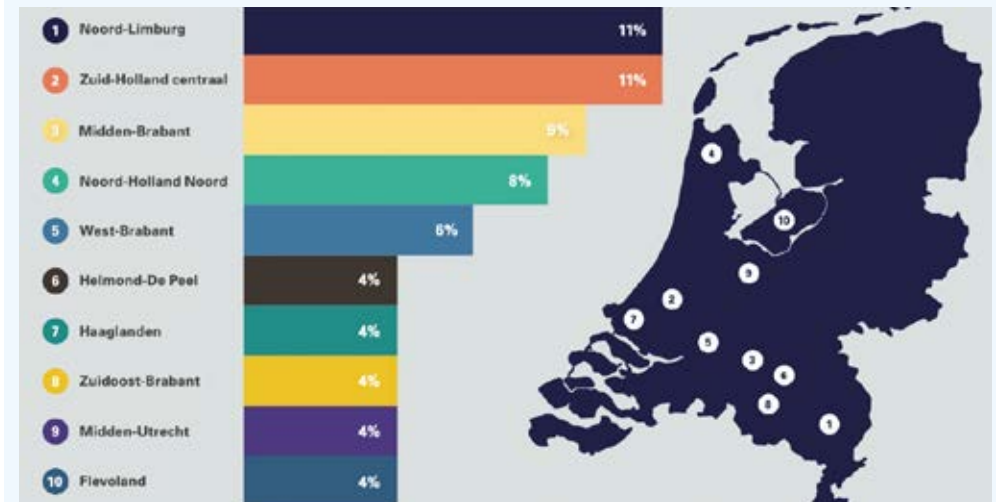 1 Noord-Limburg 11%
2 Zuid-Holland centraal 11%
3 Midden-Brabant 9%
4 Noord-Holland Noord 8%
5 West-Brabant 6%
6 Helmond-De Peel 4%
7 Haaglanden 4%
8 Zuidoost-Brabant 4%
9 Midden-Utrecht 4%
10 Flevoland 4%
4
10
9
2
7
5
3
6
8
1